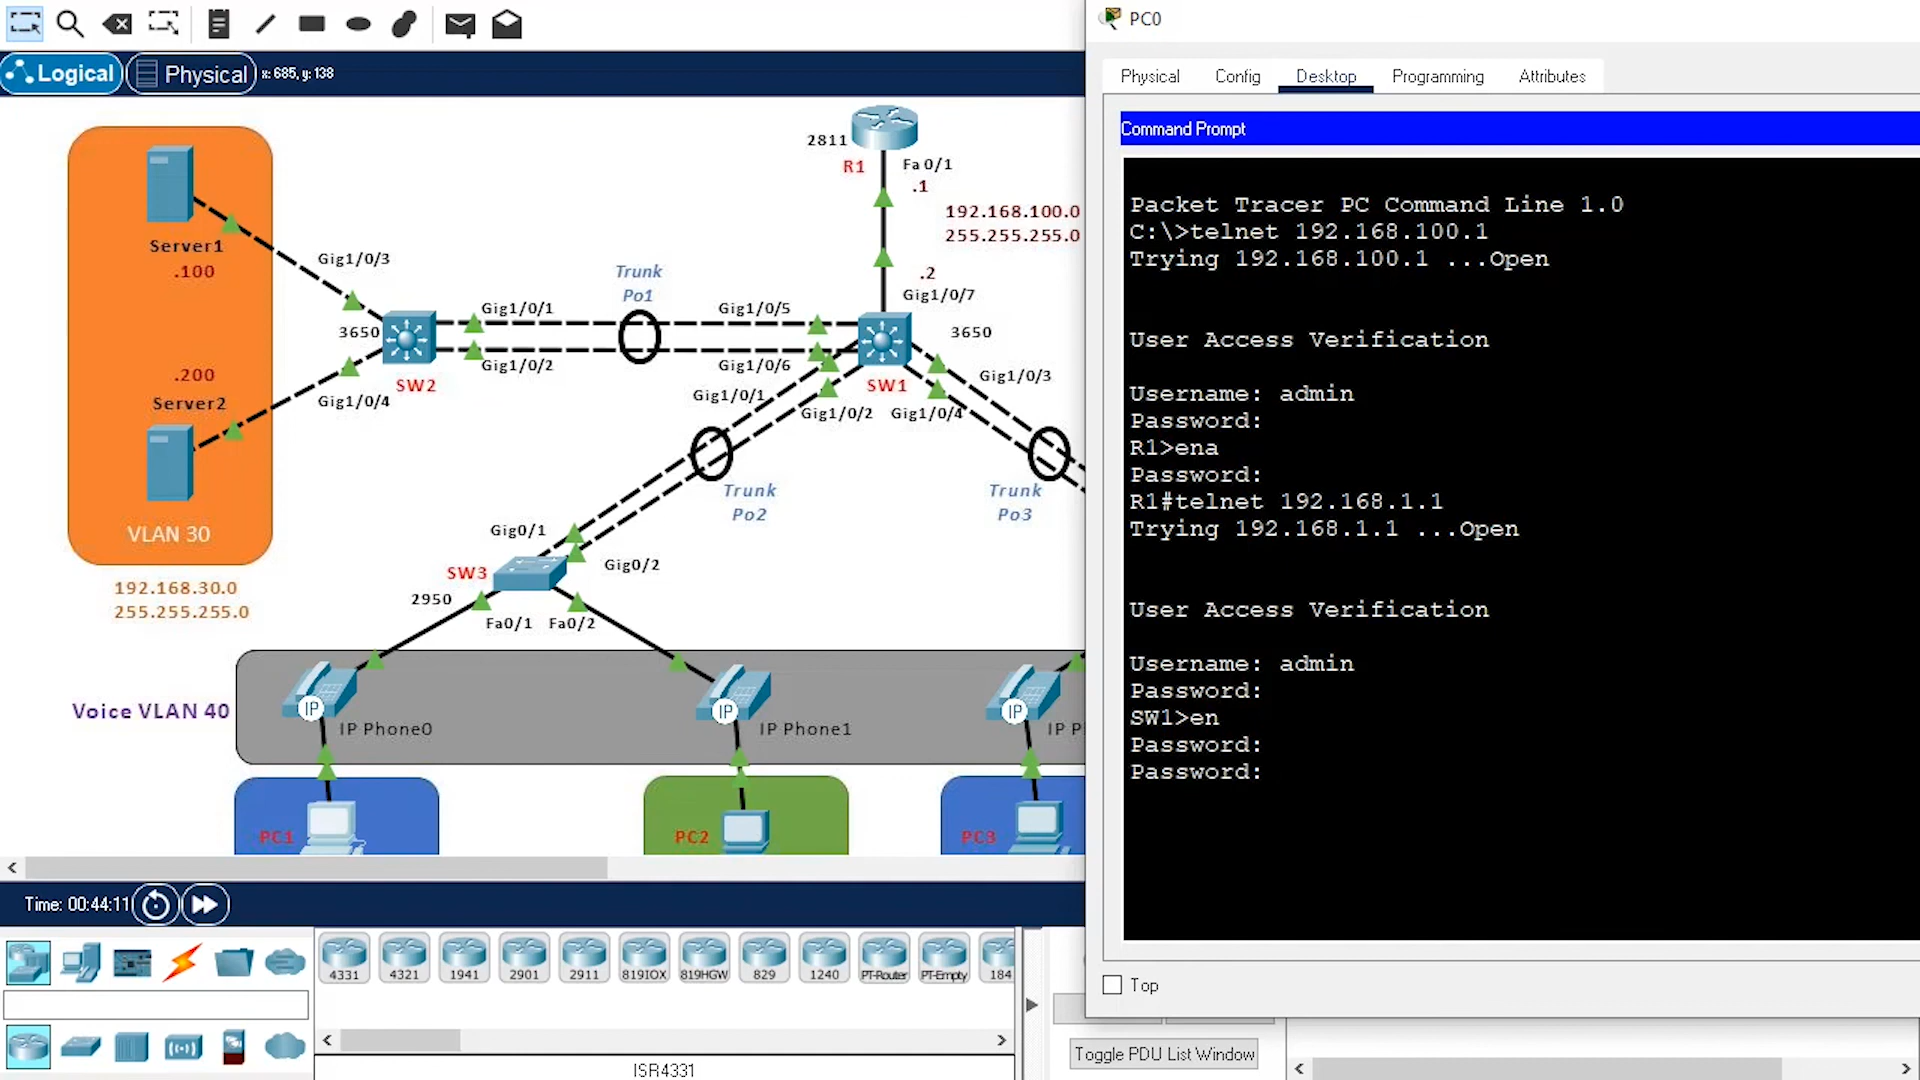 PC0
Logical
Physical
x: 685, y: 138
Physical
Config
Desktop
Programming
Attributes
Command Prompt
Packet Tracer PC Command Line 1.0
C:\>telnet 192.168.100.1
Trying 192.168.100.1 ...Open
User Access Verification
Username: admin
Password:
R1>ena
Password:
R1#telnet 192.168.1.1
Trying 192.168.1.1 ...Open
User Access Verification
Username: admin
Password:
SW1>en
Password:
Password:
Top
2811
R1
Fa 0/1
.1
192.168.100.0
255.255.255.0
.2
Gig1/0/7
Server1
.100
Gig1/0/3
Trunk
Po1
Gig1/0/1
Gig1/0/5
3650
3650
Gig1/0/2
Gig1/0/6
SW2
SW1
Gig1/0/3
.200
Server2
Gig1/0/4
Gig1/0/1
Gig1/0/2
Gig1/0/4
Trunk
Po2
Trunk
Po3
VLAN 30
192.168.30.0
255.255.255.0
Gig0/1
Gig0/2
SW3
2950
Fa0/1
Fa0/2
Voice VLAN 40
IP
IP Phone0
IP
IP Phone1
IP
IP P
PC1
PC2
PC3
Time: 00:44:11
4331
4321
1941
2901
2911
819IOX
819HGW
829
1240
PT-Router
PT-Empty
184
ISR4331
Toggle PDU List Window